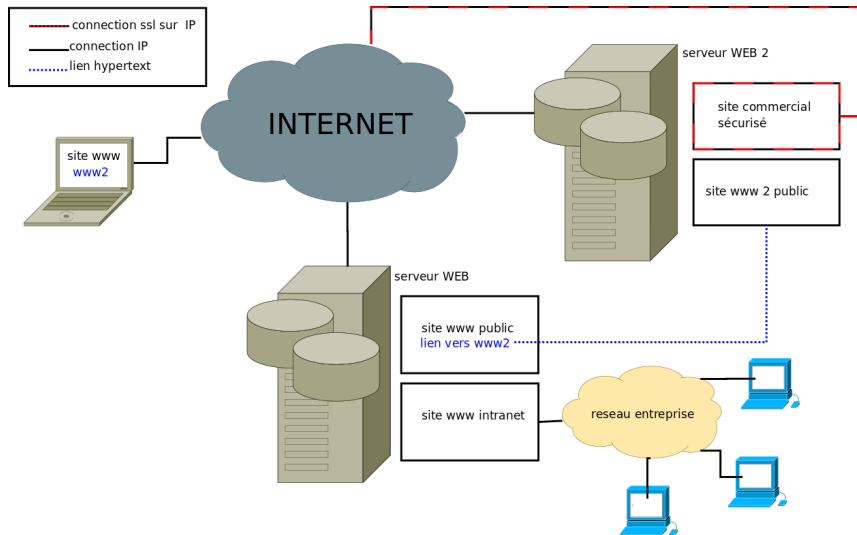 connection ssl sur IP
connection IP
lien hypertext
INTERNET
serveur WEB 2
site commercial
sécurisé
site www 2 public
site www
www2
serveur WEB
site www public
lien vers www2
site www intranet
reseau entreprise